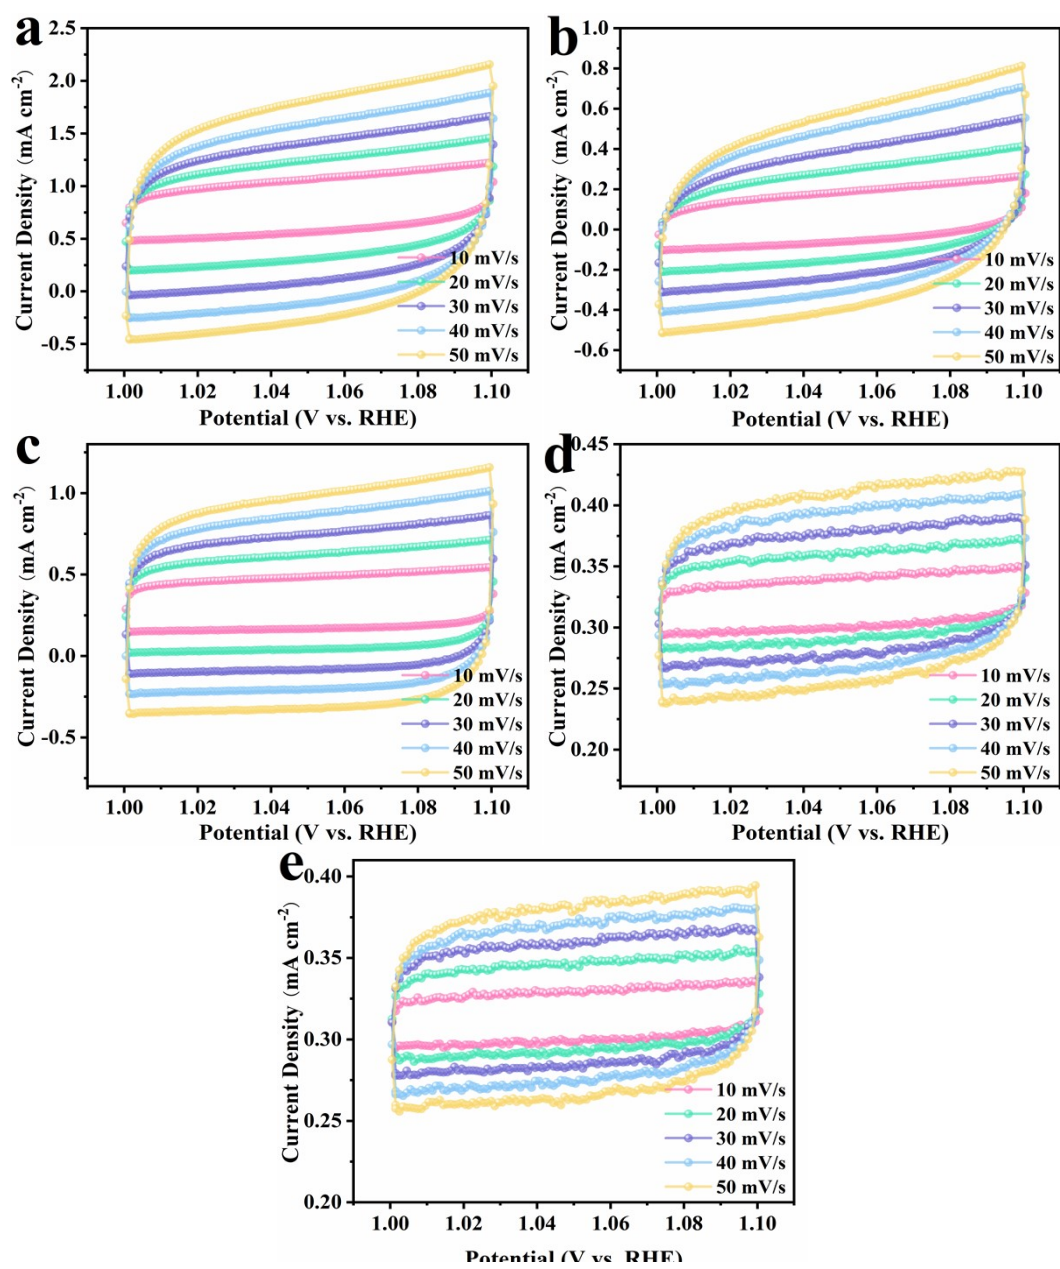 a
Current Density (mA cm-2)
2.5
2.0
1.5
1.0
0.5
0.0
-0.5
10 mV/s
20 mV/s
30 mV/s
40 mV/s
50 mV/s
1.00 1.02 1.04 1.06 1.08 1.10
Potential (V vs. RHE)
b
Current Density (mA cm-2)
1.0
0.8
0.6
0.4
0.2
0.0
-0.2
-0.4
-0.6
10 mV/s
20 mV/s
30 mV/s
40 mV/s
50 mV/s
1.00 1.02 1.04 1.06 1.08 1.10
Potential (V vs. RHE)
c
Current Density (mA cm-2)
1.0
0.5
0.0
-0.5
10 mV/s
20 mV/s
30 mV/s
40 mV/s
50 mV/s
1.00 1.02 1.04 1.06 1.08 1.10
Potential (V vs. RHE)
d
Current Density (mA cm-2)
0.45
0.40
0.35
0.30
0.25
0.20
10 mV/s
20 mV/s
30 mV/s
40 mV/s
50 mV/s
1.00 1.02 1.04 1.06 1.08 1.10
Potential (V vs. RHE)
e
Current Density (mA cm-2)
0.40
0.35
0.30
0.25
0.20
10 mV/s
20 mV/s
30 mV/s
40 mV/s
50 mV/s
1.00 1.02 1.04 1.06 1.08 1.10
Potential (V vs. RHE)